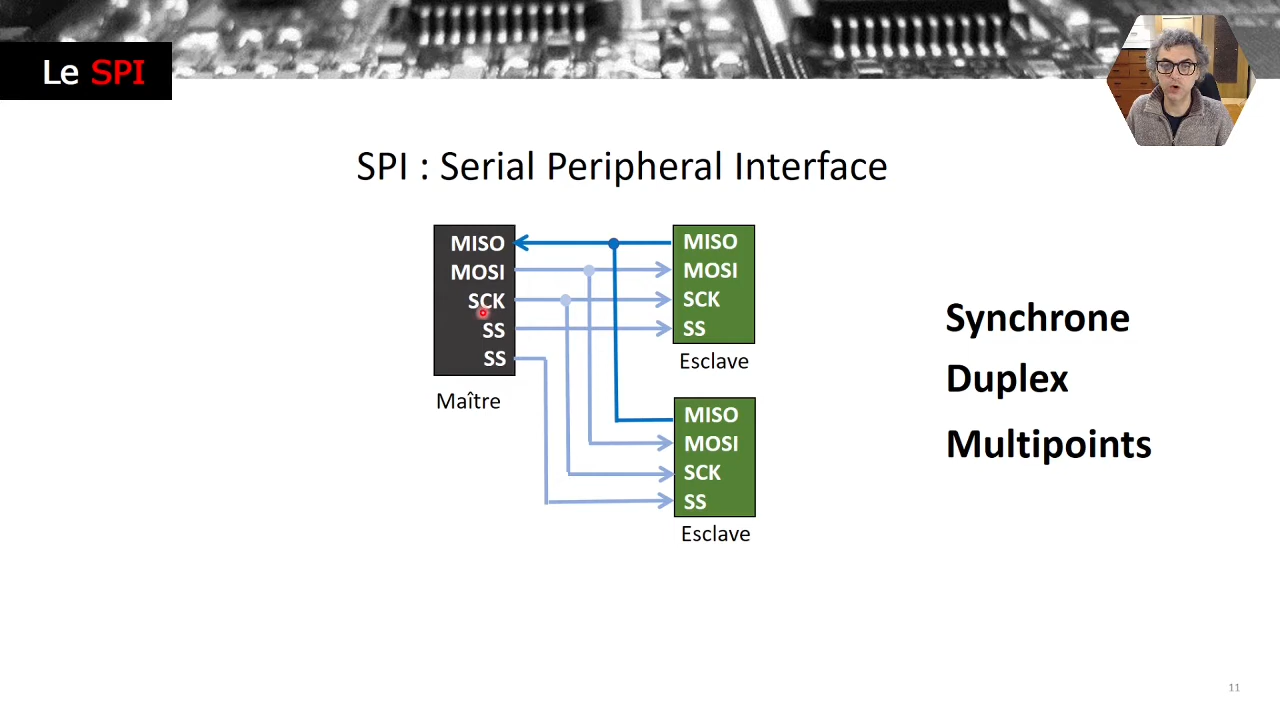 Le SPI
SPI : Serial Peripheral Interface
MISO
MOSI
SCK
SS
SS
Maître
MISO
MOSI
SCK
SS
Esclave
MISO
MOSI
SCK
SS
Esclave
Synchrone
Duplex
Multipoints
11